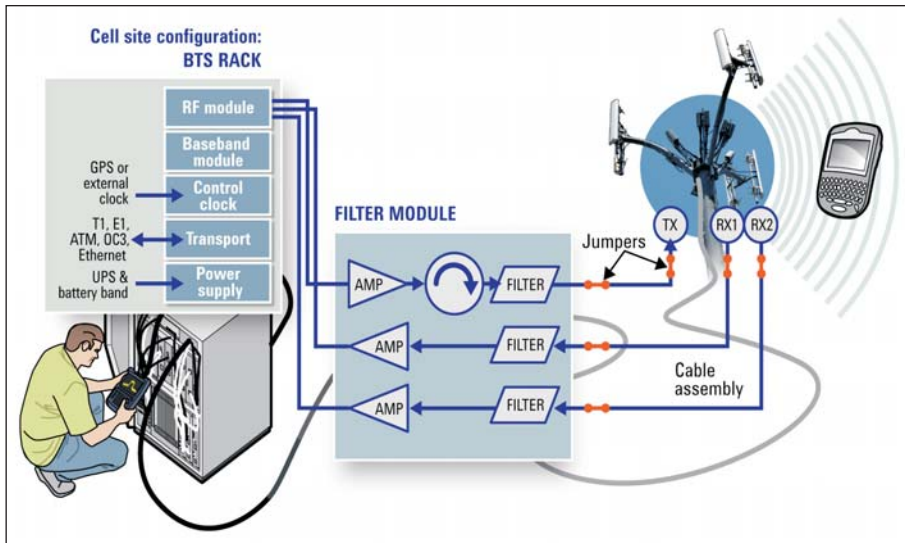 Cell site configuration:
BTS RACK
RF module
Baseband
module
GPS or
external
clock
Control
clock
T1, E1,
ATM, OC3,
Ethernet
Transport
UPS &
battery band
Power
supply
FILTER MODULE
AMP
FILTER
AMP
FILTER
AMP
FILTER
Jumpers
TX
RX1
RX2
Cable
assembly